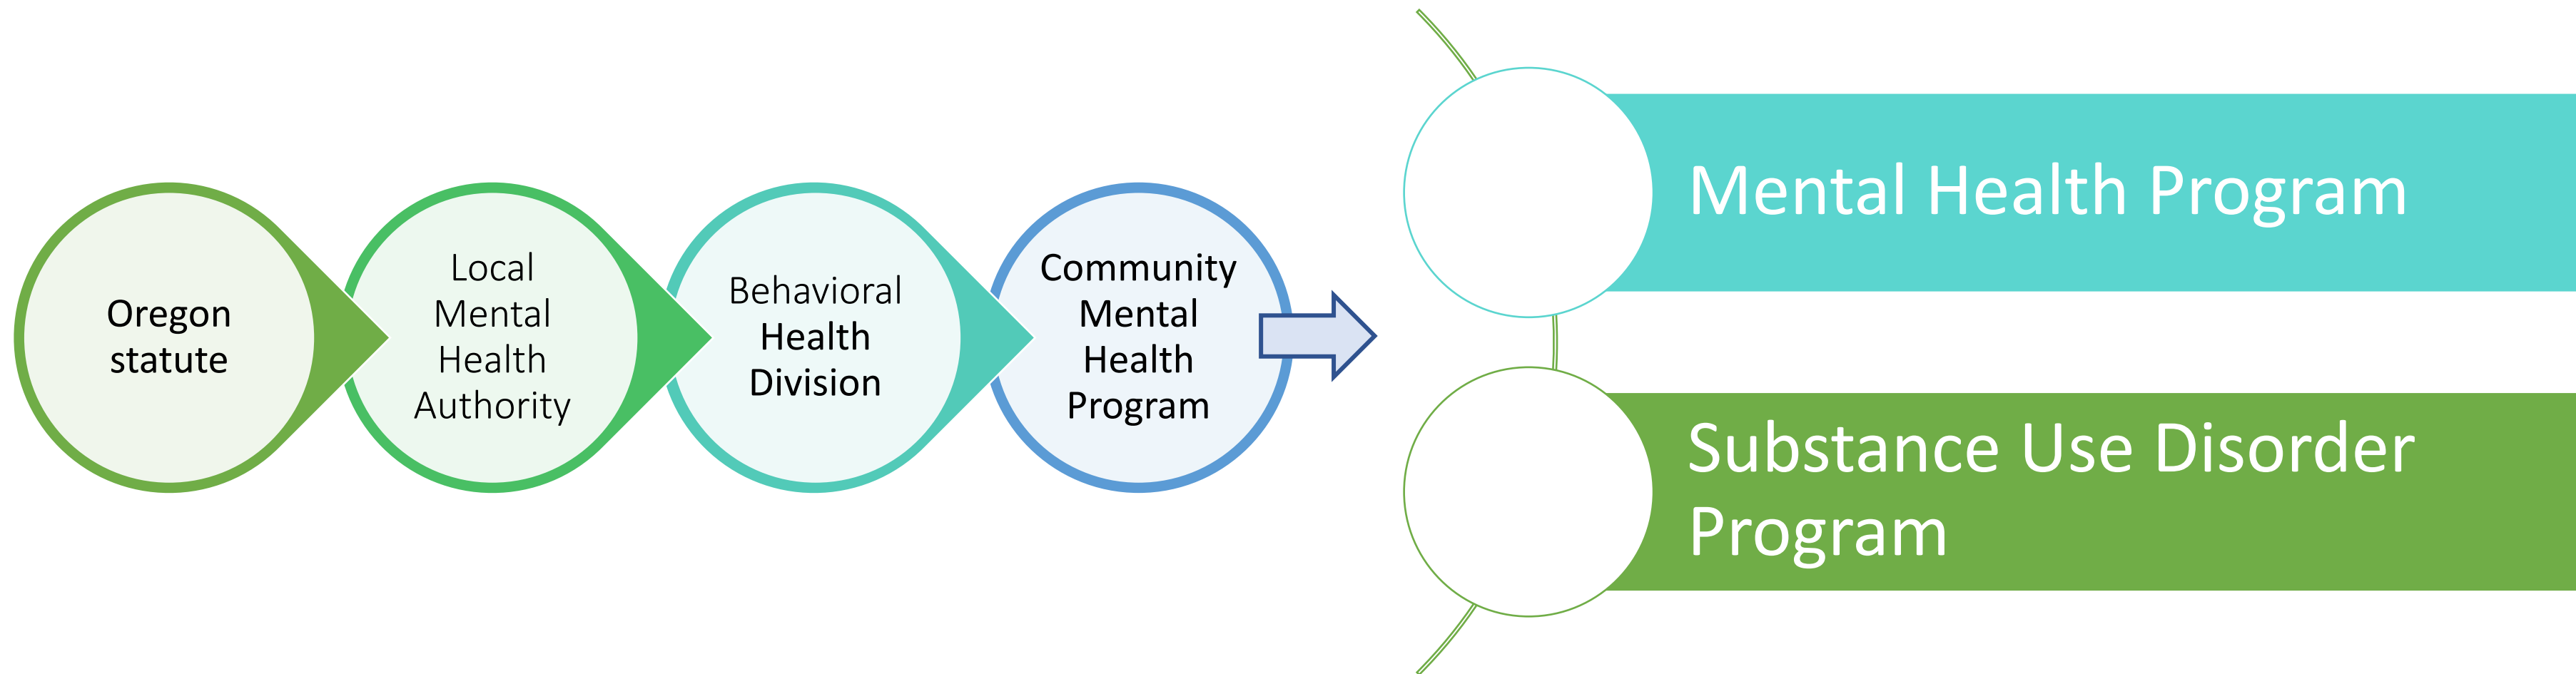 Oregon
statute
Local
Mental
Health
Authority
Behavioral
Health
Division
Community
Mental
Health
Program
Mental Health Program
Substance Use Disorder
Program